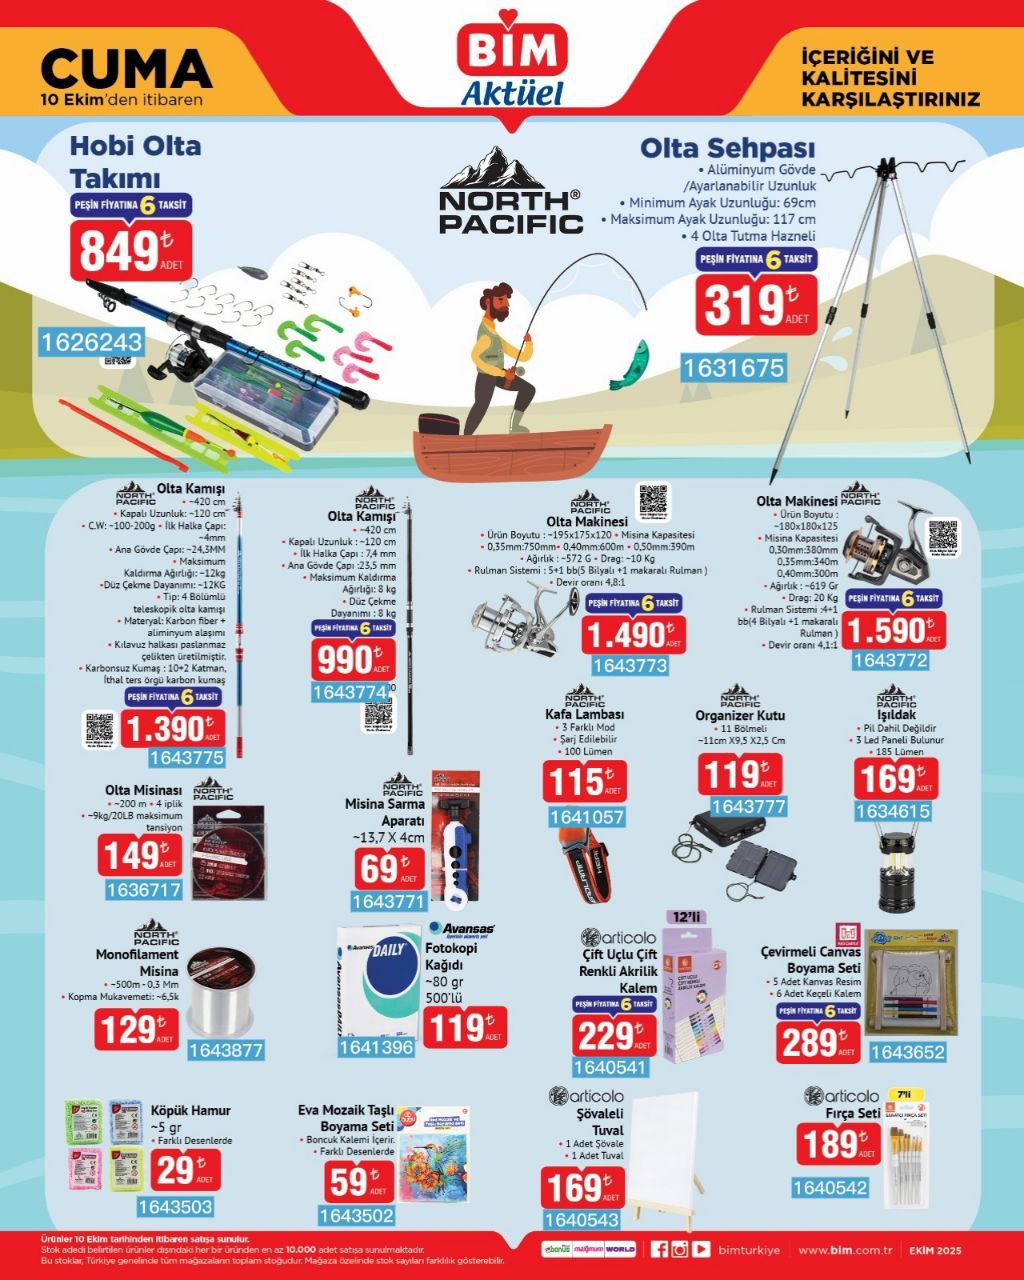 CUMA
10 Ekim'den itibaren
BİM
Aktüel
İÇERİĞİNİ VE
KALİTESİNİ
KARŞILAŞTIRINIZ
Hobi Olta
Takımı
PEŞİN FİYATINA 6 TAKSİT
849₺
ADET
1626243
NORTH®
PACIFIC
Olta Sehpası
• Alüminyum Gövde
/Ayarlanabilir Uzunluk
• Minimum Ayak Uzunluğu: 69cm
• Maksimum Ayak Uzunluğu: 117 cm
• 4 Olta Tutma Hazneli
PEŞİN FİYATINA 6 TAKSİT
319₺
ADET
1631675
NORTH
PACIFIC
Olta Kamışı
• ~420 cm
• Kapalı Uzunluk: ~120 cm
• C.W: ~100-200g • İlk Halka Çapı:
~4mm
• Ana Gövde Çapı: ~24,3MM
• Maksimum
Kaldırma Ağırlığı: ~12kg
•Düz Çekme Dayanımı: ~12KG
• Tip: 4 Bölümlü
teleskopik olta kamışı
• Materyal: Karbon fiber +
aliminyum alaşımı
• Kılavuz halkası paslanmaz
çelikten üretilmiştir.
• Karbonsuz Kumaş : 10+2 Katman,
İthal ters örgü karbon kumaş
PEŞİN FİYATINA 6 TAKSİT
1.390₺
ADET
1643775
NORTH
PACIFIC
Olta Kamışı
• ~420 cm
• Kapalı Uzunluk : ~120 cm
• İlk Halka Çapı : 7,4 mm
• Ana Gövde Çapı :23,5 mm
• Maksimum Kaldırma
Ağırlığı: 8 kg
• Düz Çekme
Dayanımı : 8 kg
PEŞİN FİYATINA 6 TAKSİT
990₺
ADET
1643774
NORTH
PACIFIC
Olta Makinesi
• Ürün Boyutu : ~195x175x120 • Misina Kapasitesi
0,35mm:750m• 0,40mm:600m • 0,50mm:390m
• Ağırlık : ~572 G • Drag: ~10 Kg
• Rulman Sistemi : 5+1 bb(5 Bilyalı +1 makaralı Rulman )
• Devir oranı 4,8:1
PEŞİN FİYATINA 6 TAKSİT
1.490₺
ADET
1643773
Olta Makinesi
NORTH
PACIFIC
• Ürün Boyutu :
~180x180x125
• Misina Kapasitesi
0,30mm:380mm
0,35mm:340m
0,40mm:300m
• Ağırlık : ~619 Gr
• Drag: 20 Kg
• Rulman Sistemi :4+1
bb(4 Bilyalı +1 makaralı
Rulman )
• Devir oranı 4,1:1
PEŞİN FİYATINA 6 TAKSİT
1.590₺
ADET
1643772
NORTH
PACIFIC
Kafa Lambası
• 3 Farklı Mod
• Şarj Edilebilir
• 100 Lümen
115₺
ADET
1641057
NORTH
PACIFIC
Organizer Kutu
• 11 Bölmeli
~11cm X9,5 X2,5 Cm
119₺
ADET
1643777
NORTH
PACIFIC
Işıldak
• Pil Dahil Değildir
• 3 Led Paneli Bulunur
• 185 Lümen
169₺
ADET
1634615
Olta Misinası
NORTH
PACIFIC
• ~200 m • 4 iplik
• ~9kg/20LB maksimum
tansiyon
149₺
ADET
1636717
NORTH
PACIFIC
Misina Sarma
Aparatı
~13,7 X 4cm
69₺
ADET
1643771
NORTH
PACIFIC
Monofilament
Misina
• ~500m - 0,3 Mm
• Kopma Mukavemeti: ~6,5k
129₺
ADET
1643877
Avansas
DAILY
Avansas
Fotokopi
Kağıdı
~80 gr
500'lü
119₺
ADET
1641396
12'li
articolo
Çift Uçlu Çift
Renkli Akrilik
Kalem
PEŞİN FİYATINA 6 TAKSİT
229₺
ADET
1640541
Çevirmeli Canvas
Boyama Seti
• 5 Adet Kanvas Resim
• 6 Adet Keçeli Kalem
PEŞİN FİYATINA 6 TAKSİT
289₺
ADET
1643652
Köpük Hamur
~5 gr
• Farklı Desenlerde
29₺
ADET
1643503
Eva Mozaik Taşlı
Boyama Seti
• Boncuk Kalemi İçerir.
• Farklı Desenlerde
59₺
ADET
1643502
articolo
Şövaleli
Tuval
• 1 Adet Şövale
• 1 Adet Tuval
169₺
ADET
1640543
articolo
Fırça Seti
7'li
189₺
ADET
1640542
Ürünler 10 Ekim tarihinden itibaren satışa sunulur.
Stok adedi belirtilen ürünler dışındaki her bir üründen en az 10.000 adet satışa sunulmaktadır.
Bu stoklar, Türkiye genelinde tüm mağazaların toplam stoğudur. Mağaza özelinde stok sayıları farklılık gösterebilir.
bonus
maximum
WORLD
bimturkiye
www.bim.com.tr
EKİM 2025